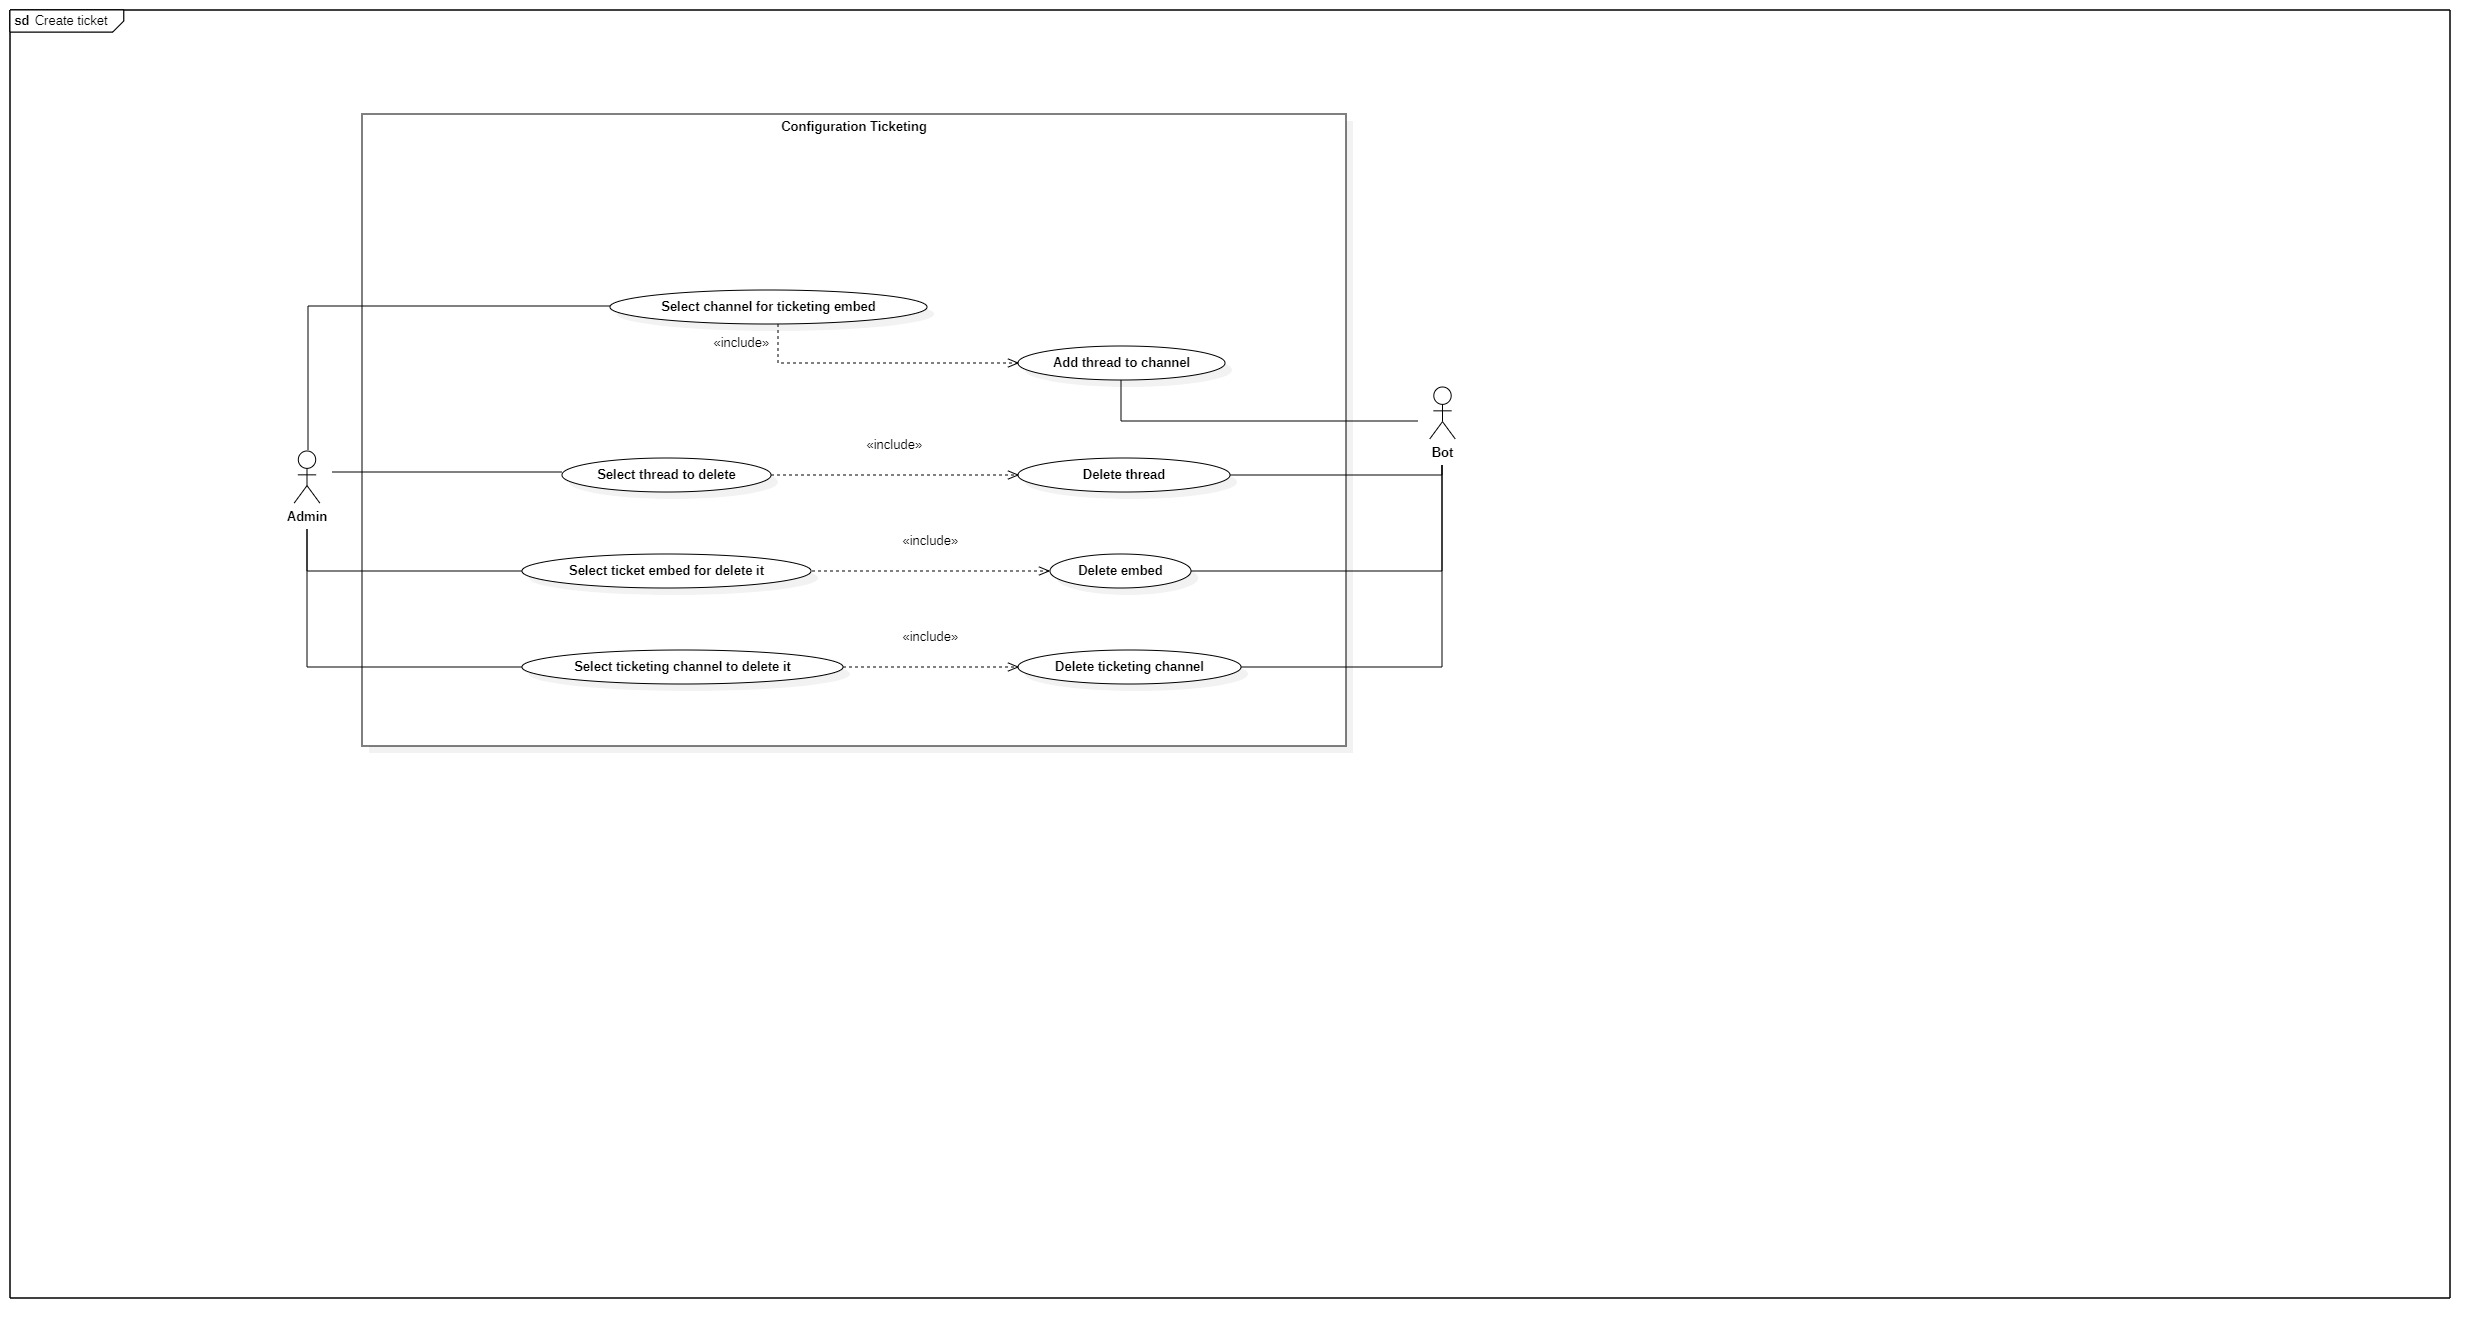 sd Create ticket
Configuration Ticketing
Select channel for ticketing embed
«include»
Add thread to channel
«include»
Bot
Select thread to delete
Delete thread
Admin
«include»
Select ticket embed for delete it
Delete embed
«include»
Select ticketing channel to delete it
Delete ticketing channel